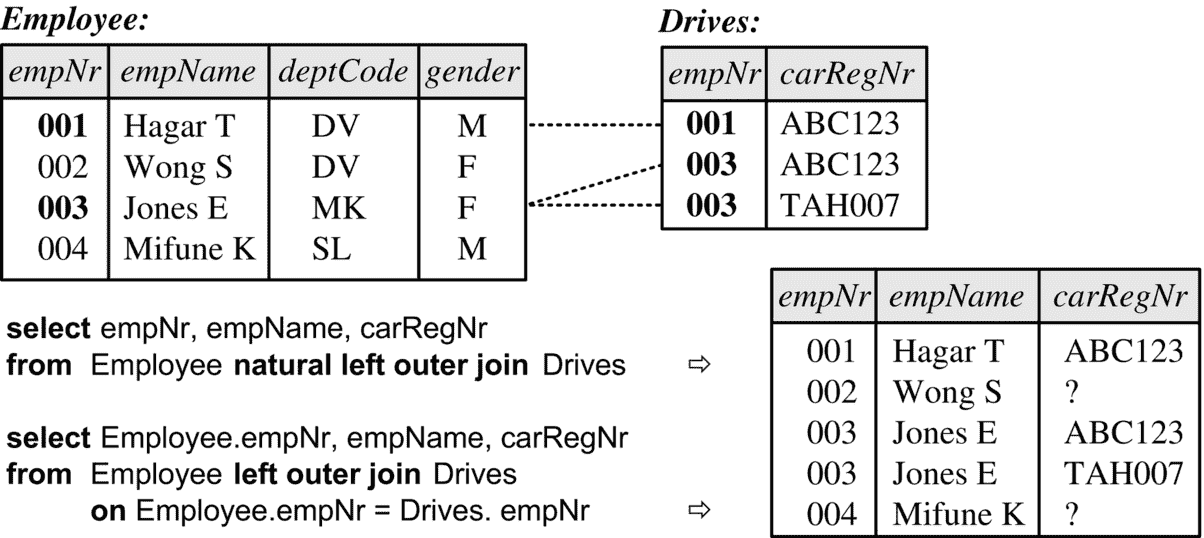 Employee:
empNr empName deptCode gender
001 Hagar T DV M
002 Wong S DV F
003 Jones E MK F
004 Mifune K SL M
Drives:
empNr carRegNr
001 ABC123
003 ABC123
003 TAH007
select empNr, empName, carRegNr
from Employee natural left outer join Drives ⇨
select Employee.empNr, empName, carRegNr
from Employee left outer join Drives
on Employee.empNr = Drives. empNr ⇨
empNr empName carRegNr
001 Hagar T ABC123
002 Wong S ?
003 Jones E ABC123
003 Jones E TAH007
004 Mifune K ?